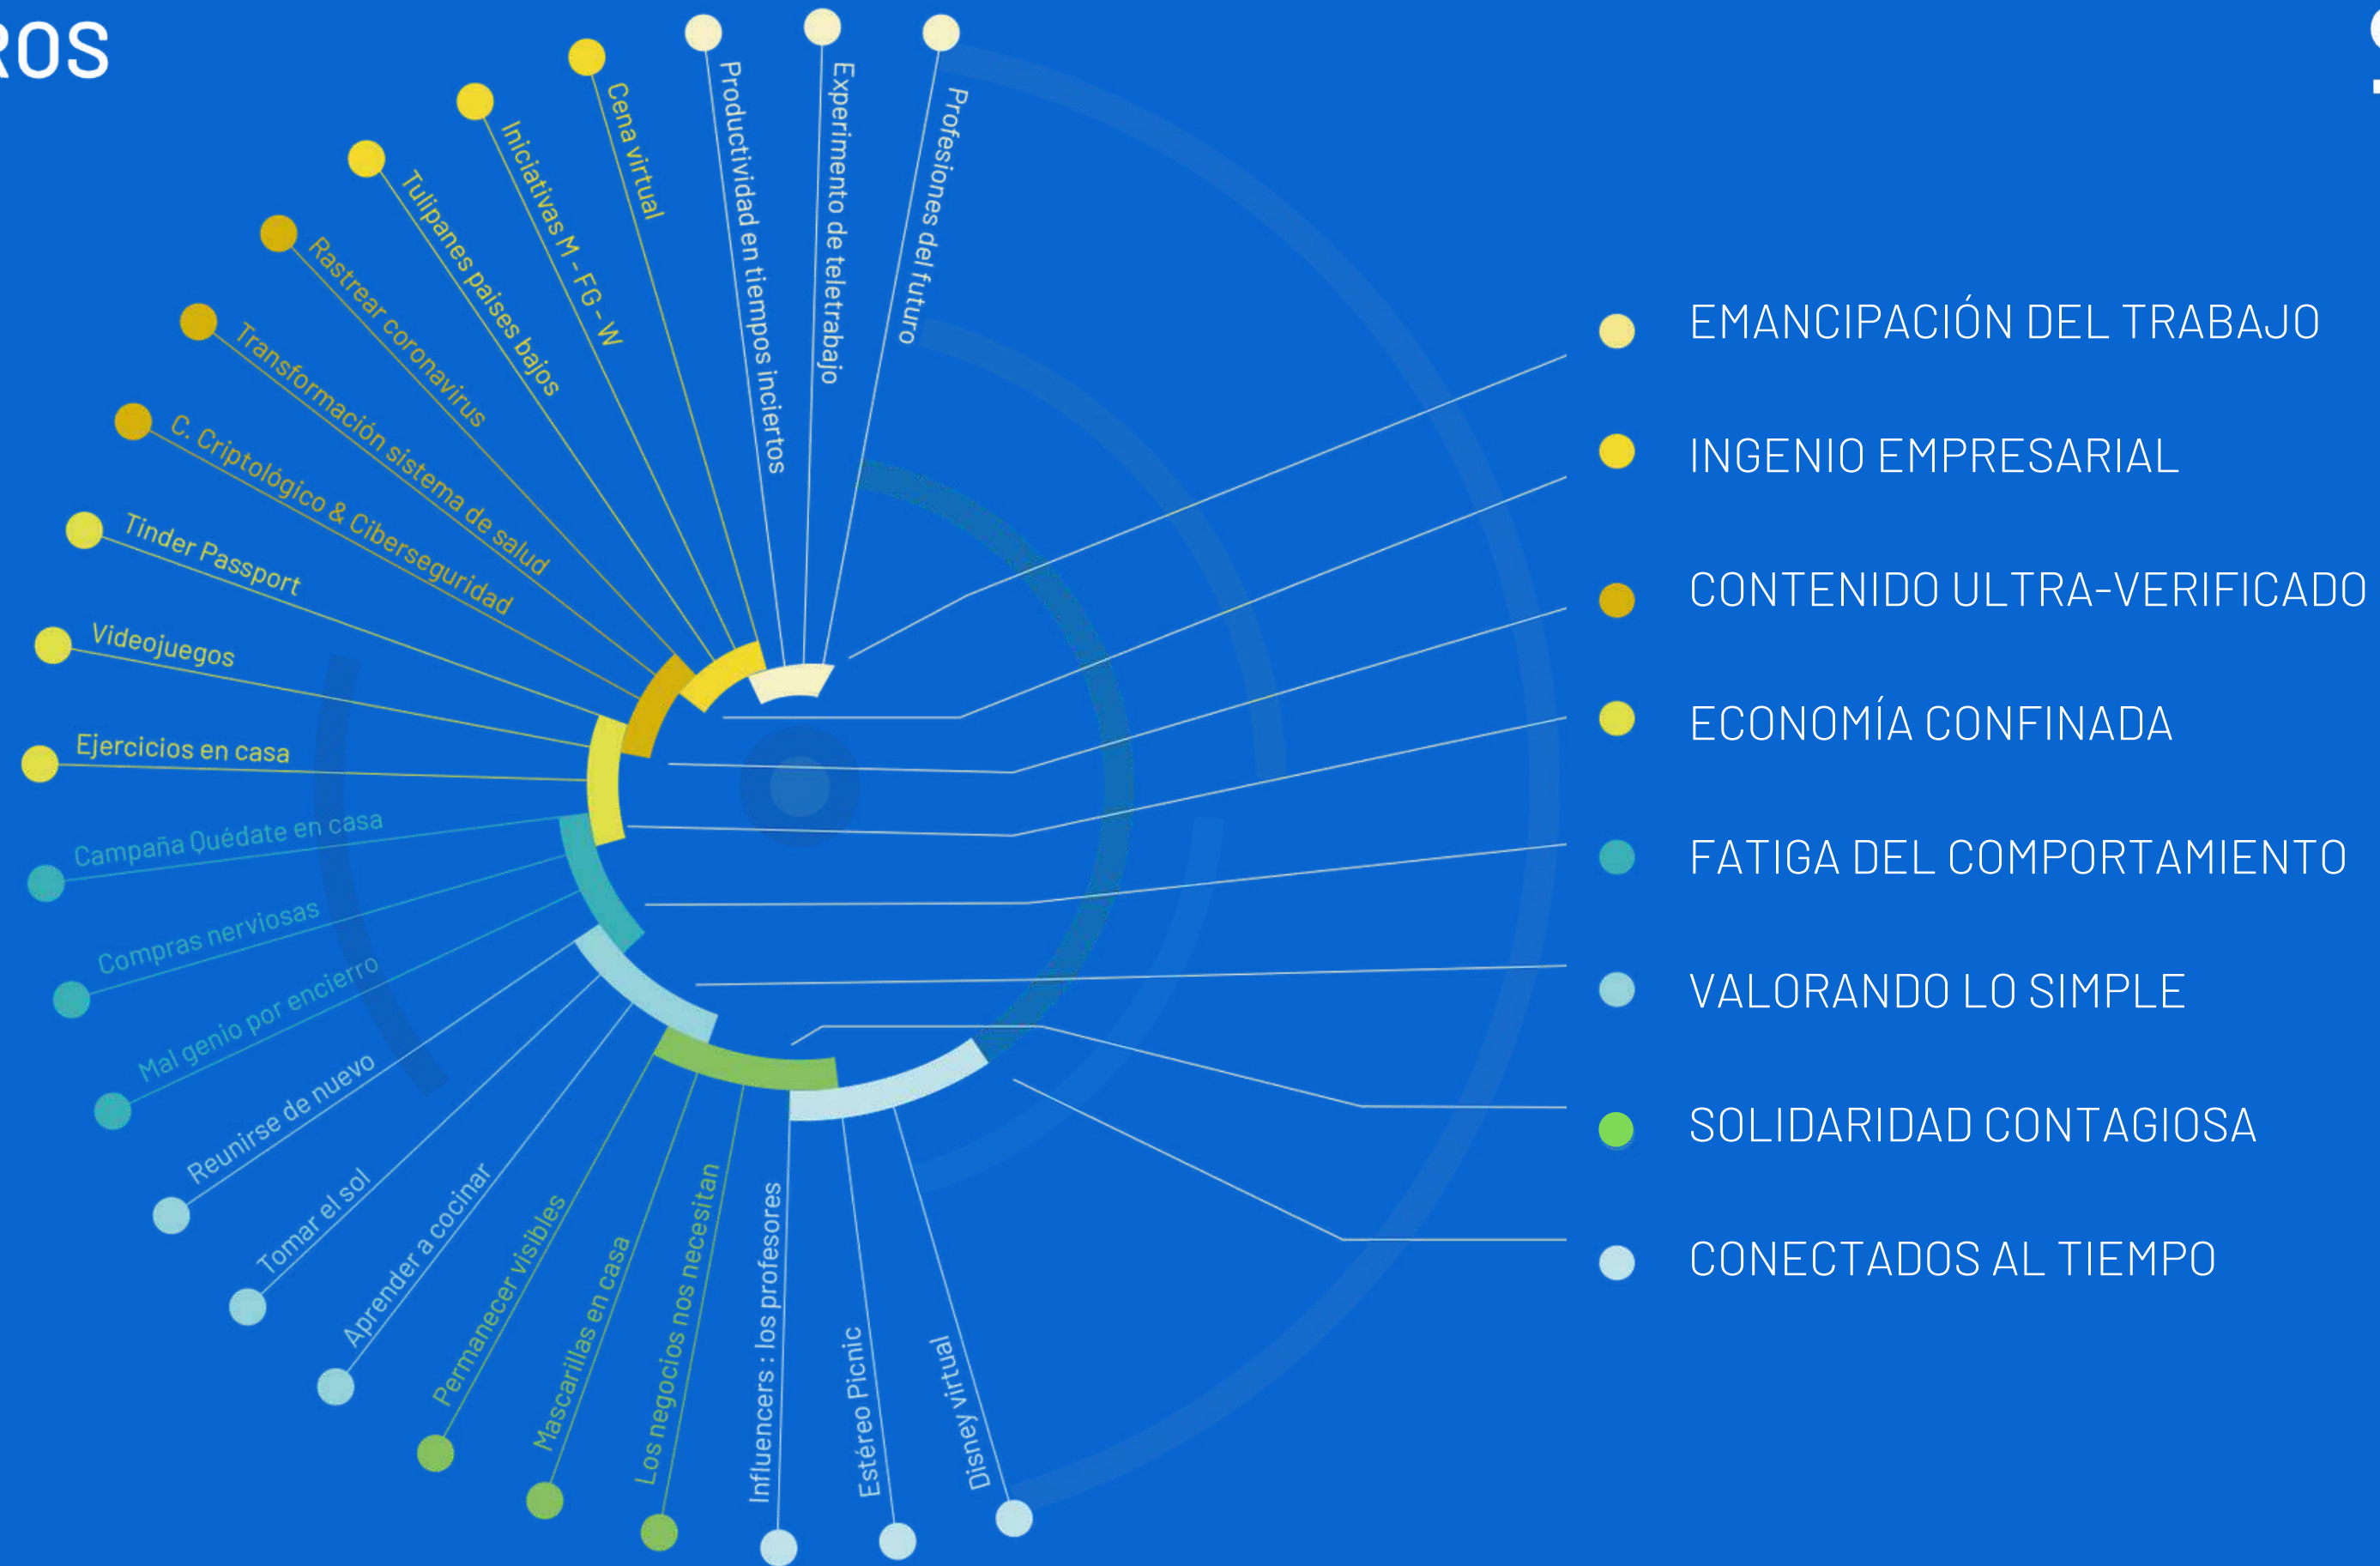 ROS
Profesiones del futuro
Experimento de teletrabajo
Productividad en tiempos inciertos
Cena virtual
Iniciativas M - FG - W
Tulipanes paises bajos
Rastrear coronavirus
Transformación sistema de salud
C. Criptológico & Ciberseguridad
Tinder Passport
Videojuegos
Ejercicios en casa
Campaña Quédate en casa
Compras nerviosas
Mal genio por encierro
Reunirse de nuevo
Tomar el sol
Aprender a cocinar
Permanecer visibles
Mascarillas en casa
Los negocios nos necesitan
Influencers : los profesores
Estéreo Picnic
Disney virtual
EMANCIPACIÓN DEL TRABAJO
INGENIO EMPRESARIAL
CONTENIDO ULTRA-VERIFICADO
ECONOMÍA CONFINADA
FATIGA DEL COMPORTAMIENTO
VALORANDO LO SIMPLE
SOLIDARIDAD CONTAGIOSA
CONECTADOS AL TIEMPO